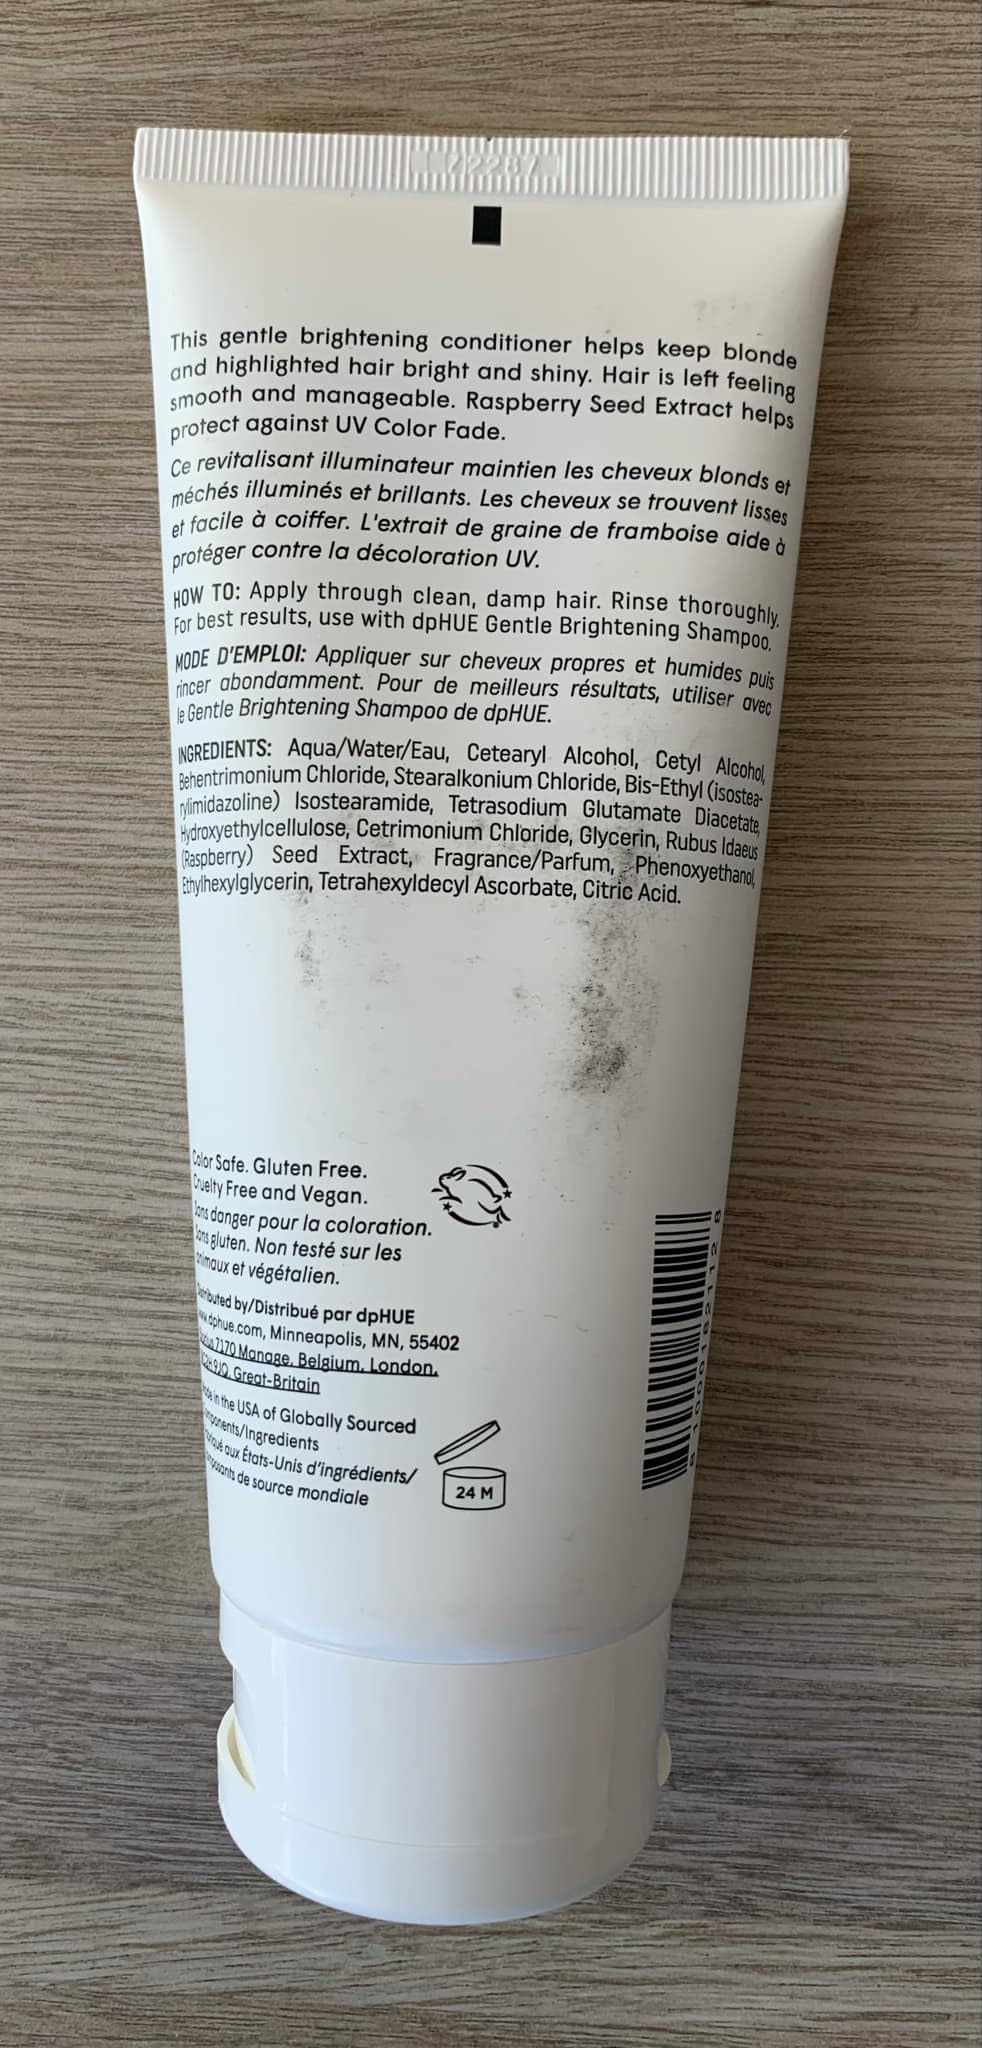 72287
This gentle brightening conditioner helps keep blonde
and highlighted hair bright and shiny. Hair is left feeling
smooth and manageable. Raspberry Seed Extract helps
protect against UV Color Fade.
Ce revitalisant illuminateur maintien les cheveux blonds et
méchés illuminés et brillants. Les cheveux se trouvent lisses
et facile à coiffer. L'extrait de graine de framboise aide à
protéger contre la décoloration UV.
HOW TO: Apply through clean, damp hair. Rinse thoroughly.
For best results, use with dpHUE Gentle Brightening Shampoo.
MODE D'EMPLOI: Appliquer sur cheveux propres et humides puis
rincer abondamment. Pour de meilleurs résultats, utiliser avec
le Gentle Brightening Shampoo de dpHUE.
INGREDIENTS: Aqua/Water/Eau, Cetearyl Alcohol, Cetyl Alcohol,
Behentrimonium Chloride, Stearalkonium Chloride, Bis-Ethyl (isostea-
rylimidazoline) Isostearamide, Tetrasodium Glutamate Diacetate,
Hydroxyethylcellulose, Cetrimonium Chloride, Glycerin, Rubus Idaeus
(Raspberry) Seed Extract, Fragrance/Parfum, Phenoxyethanol,
Ethylhexylglycerin, Tetrahexyldecyl Ascorbate, Citric Acid.
Color Safe. Gluten Free.
Cruelty Free and Vegan.
Sans danger pour la coloration.
Sans gluten. Non testé sur les
animaux et végétalien.
Distributed by/Distribué par dpHUE
www.dphue.com, Minneapolis, MN, 55402
7170 Manage, Belgium. London,
9JQ. Great-Britain
Made in the USA of Globally Sourced
Components/Ingredients
Fabriqué aux États-Unis d'ingrédients/
composants de source mondiale
24 M